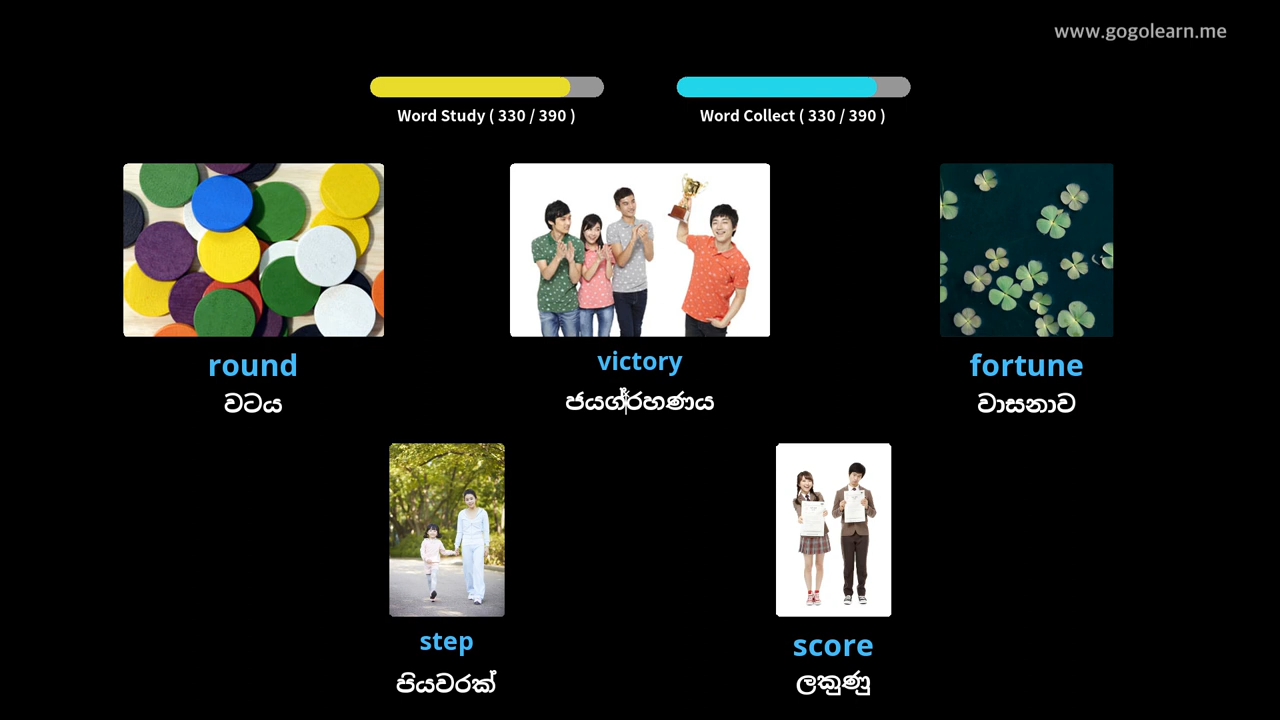 www.gogolearn.me
Word Study ( 330 / 390 )
Word Collect ( 330 / 390 )
round
වටය
victory
ජයග්‍රහණය
fortune
වාසනාව
step
පියවරක්
score
ලකුණු